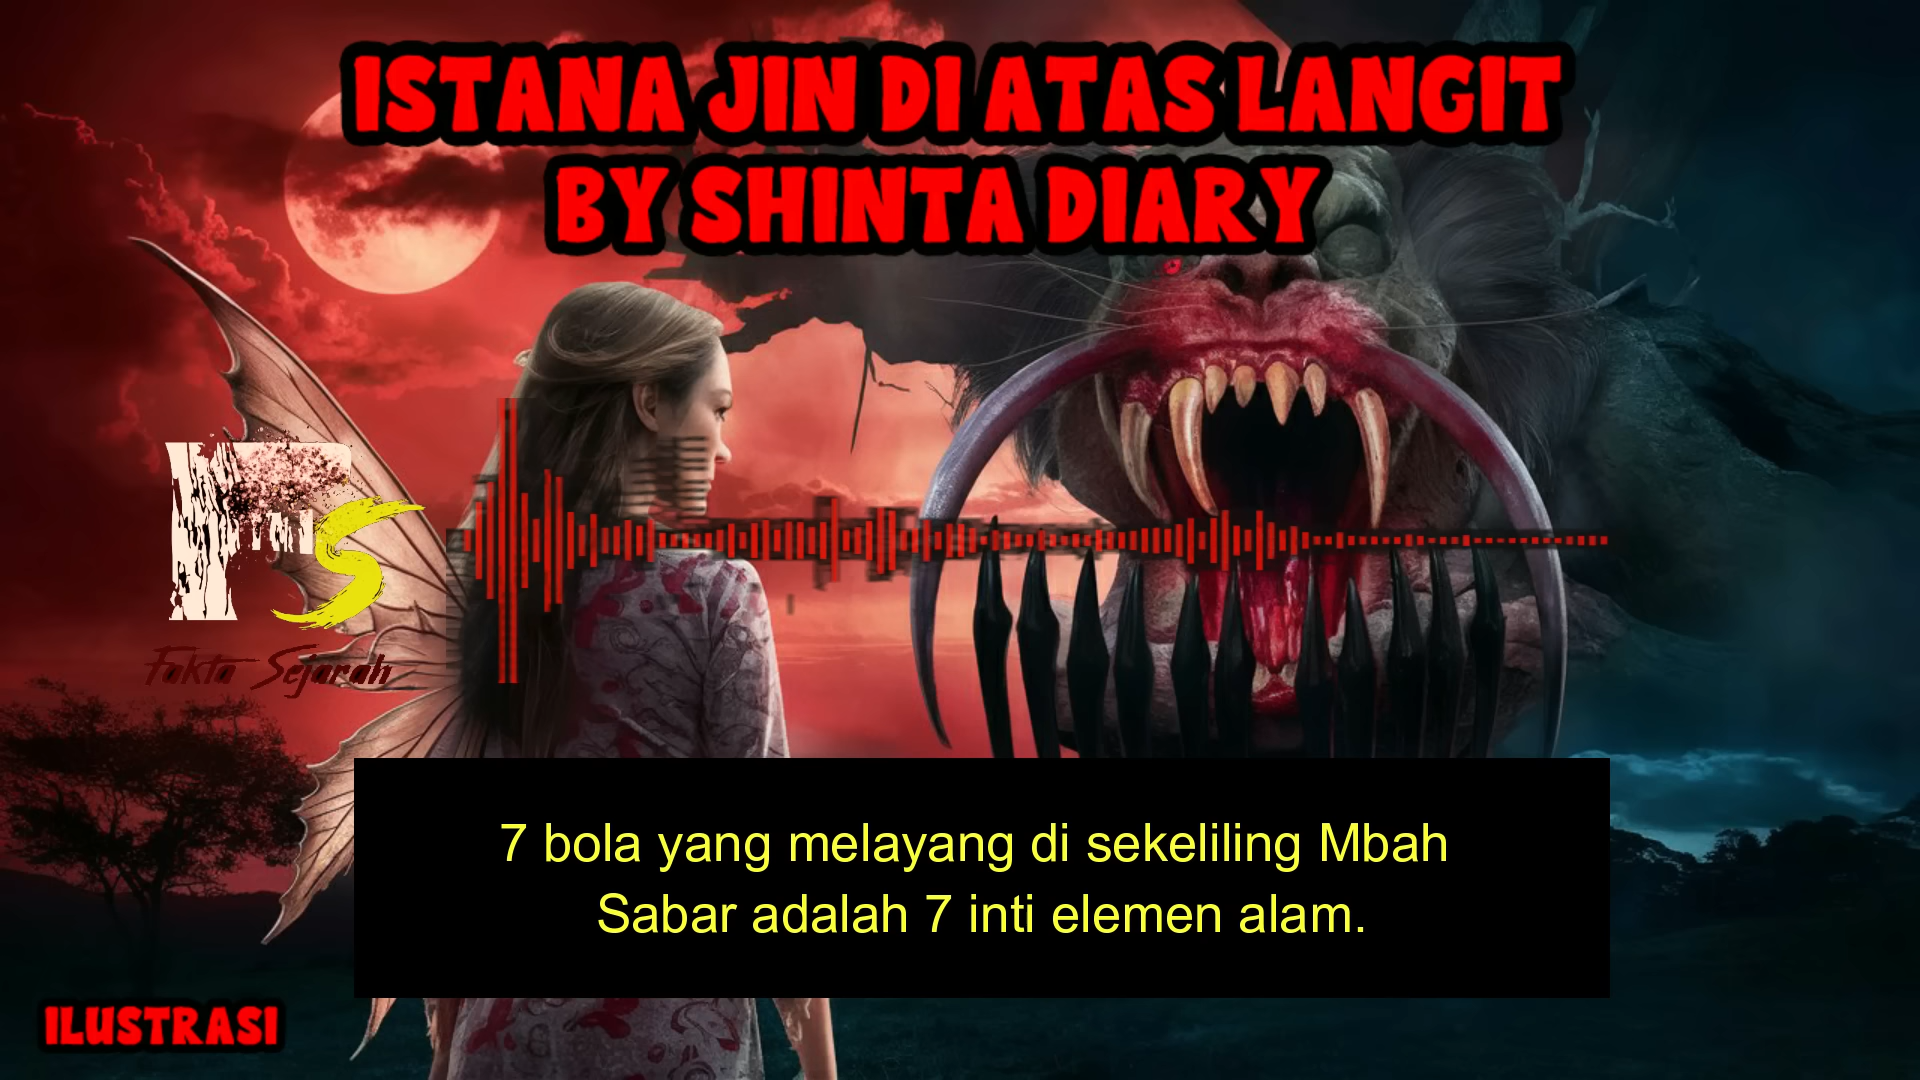 ISTANA JIN DI ATAS LANGIT
BY SHINTA DIARY
FS
Fakta Sejarah
7 bola yang melayang di sekeliling Mbah
Sabar adalah 7 inti elemen alam.
ILUSTRASI